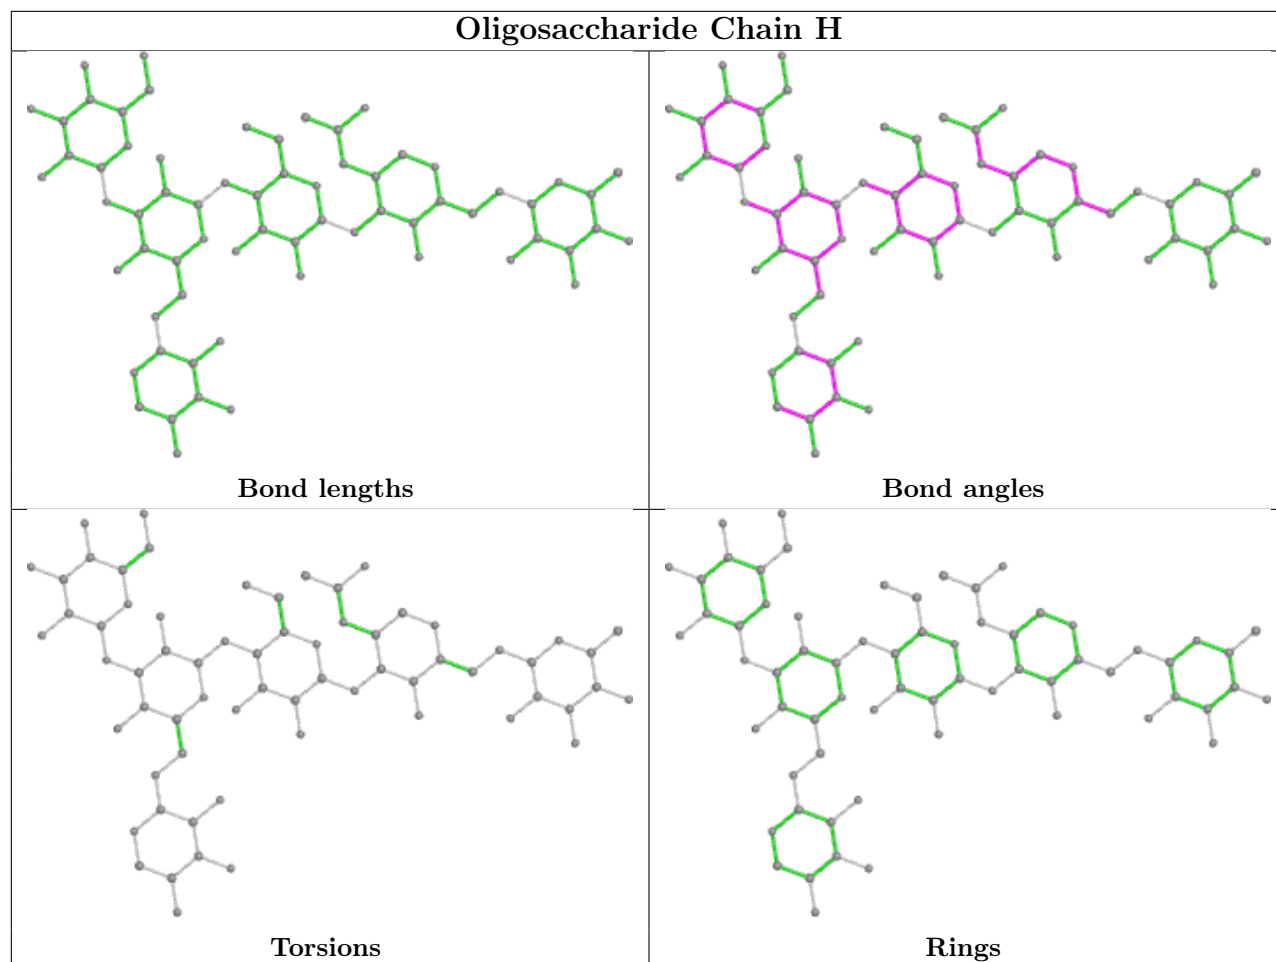 Oligosaccharide Chain H
Bond lengths
Bond angles
Torsions
Rings